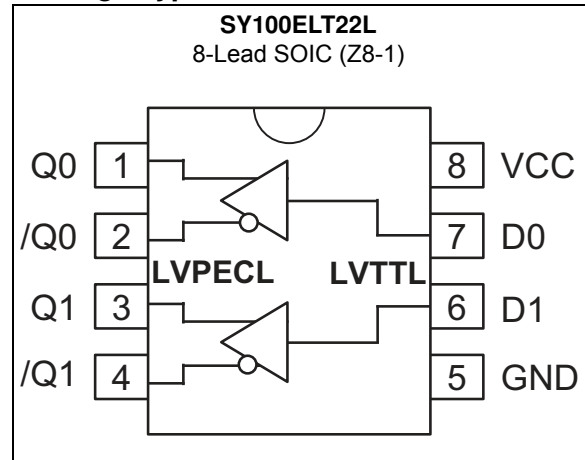 SY100ELT22L
8-Lead SOIC (Z8-1)
Q0 1 8 VCC
/Q0 2 7 D0
LVPECL LVTTL
Q1 3 6 D1
/Q1 4 5 GND